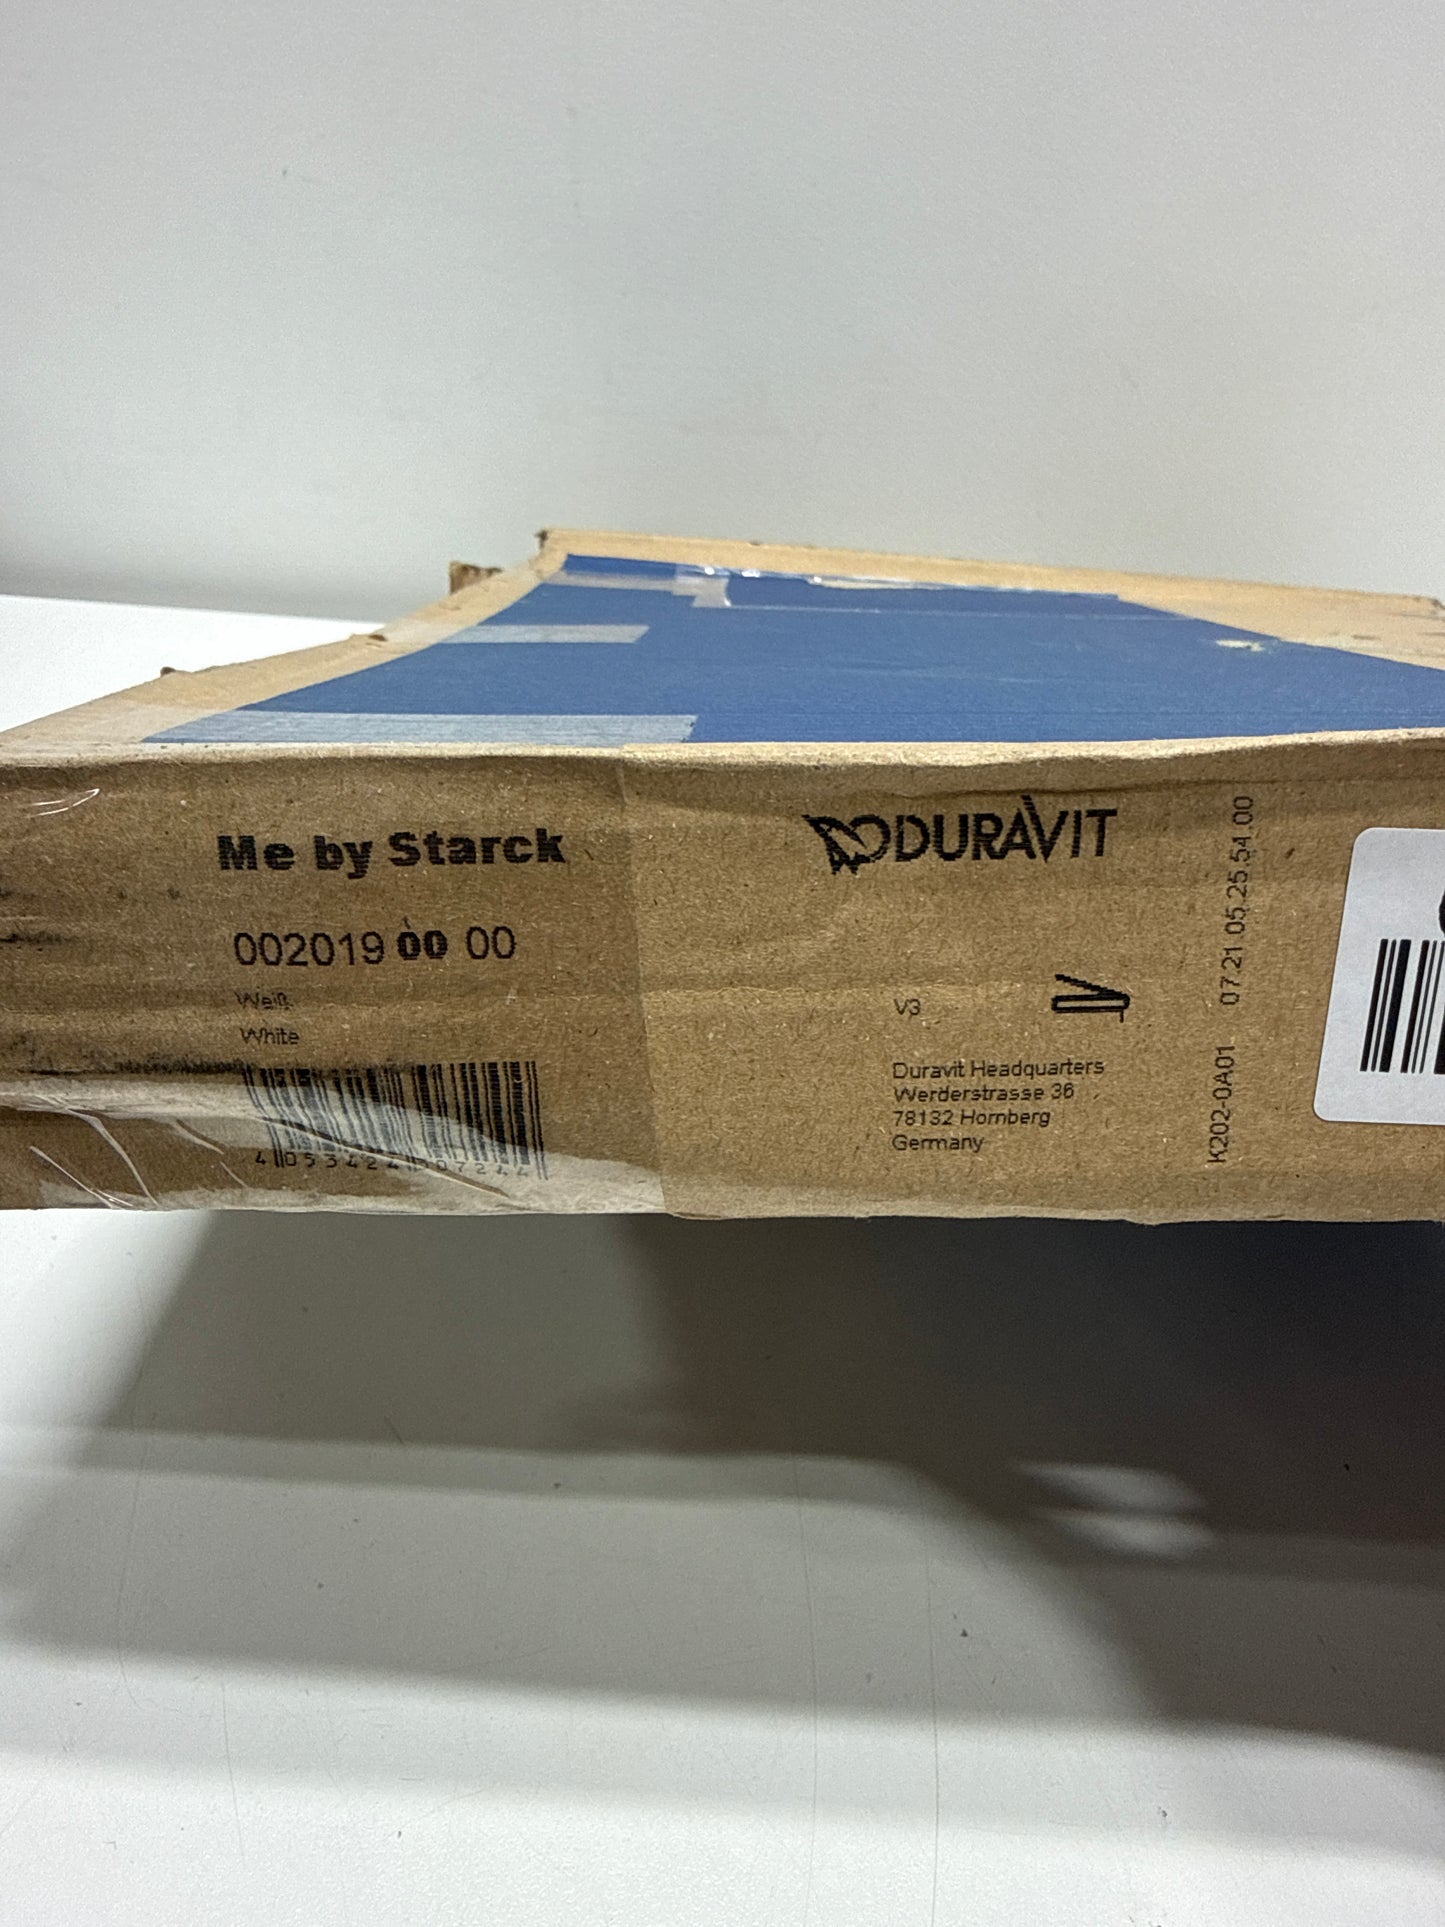 Me by Starck
002019 00 00
Weiß
White
DURAVIT
V3
Duravit Headquarters
Werderstrasse 36
78132 Hornberg
Germany
K202-0A01 07.21.05.25.54.00